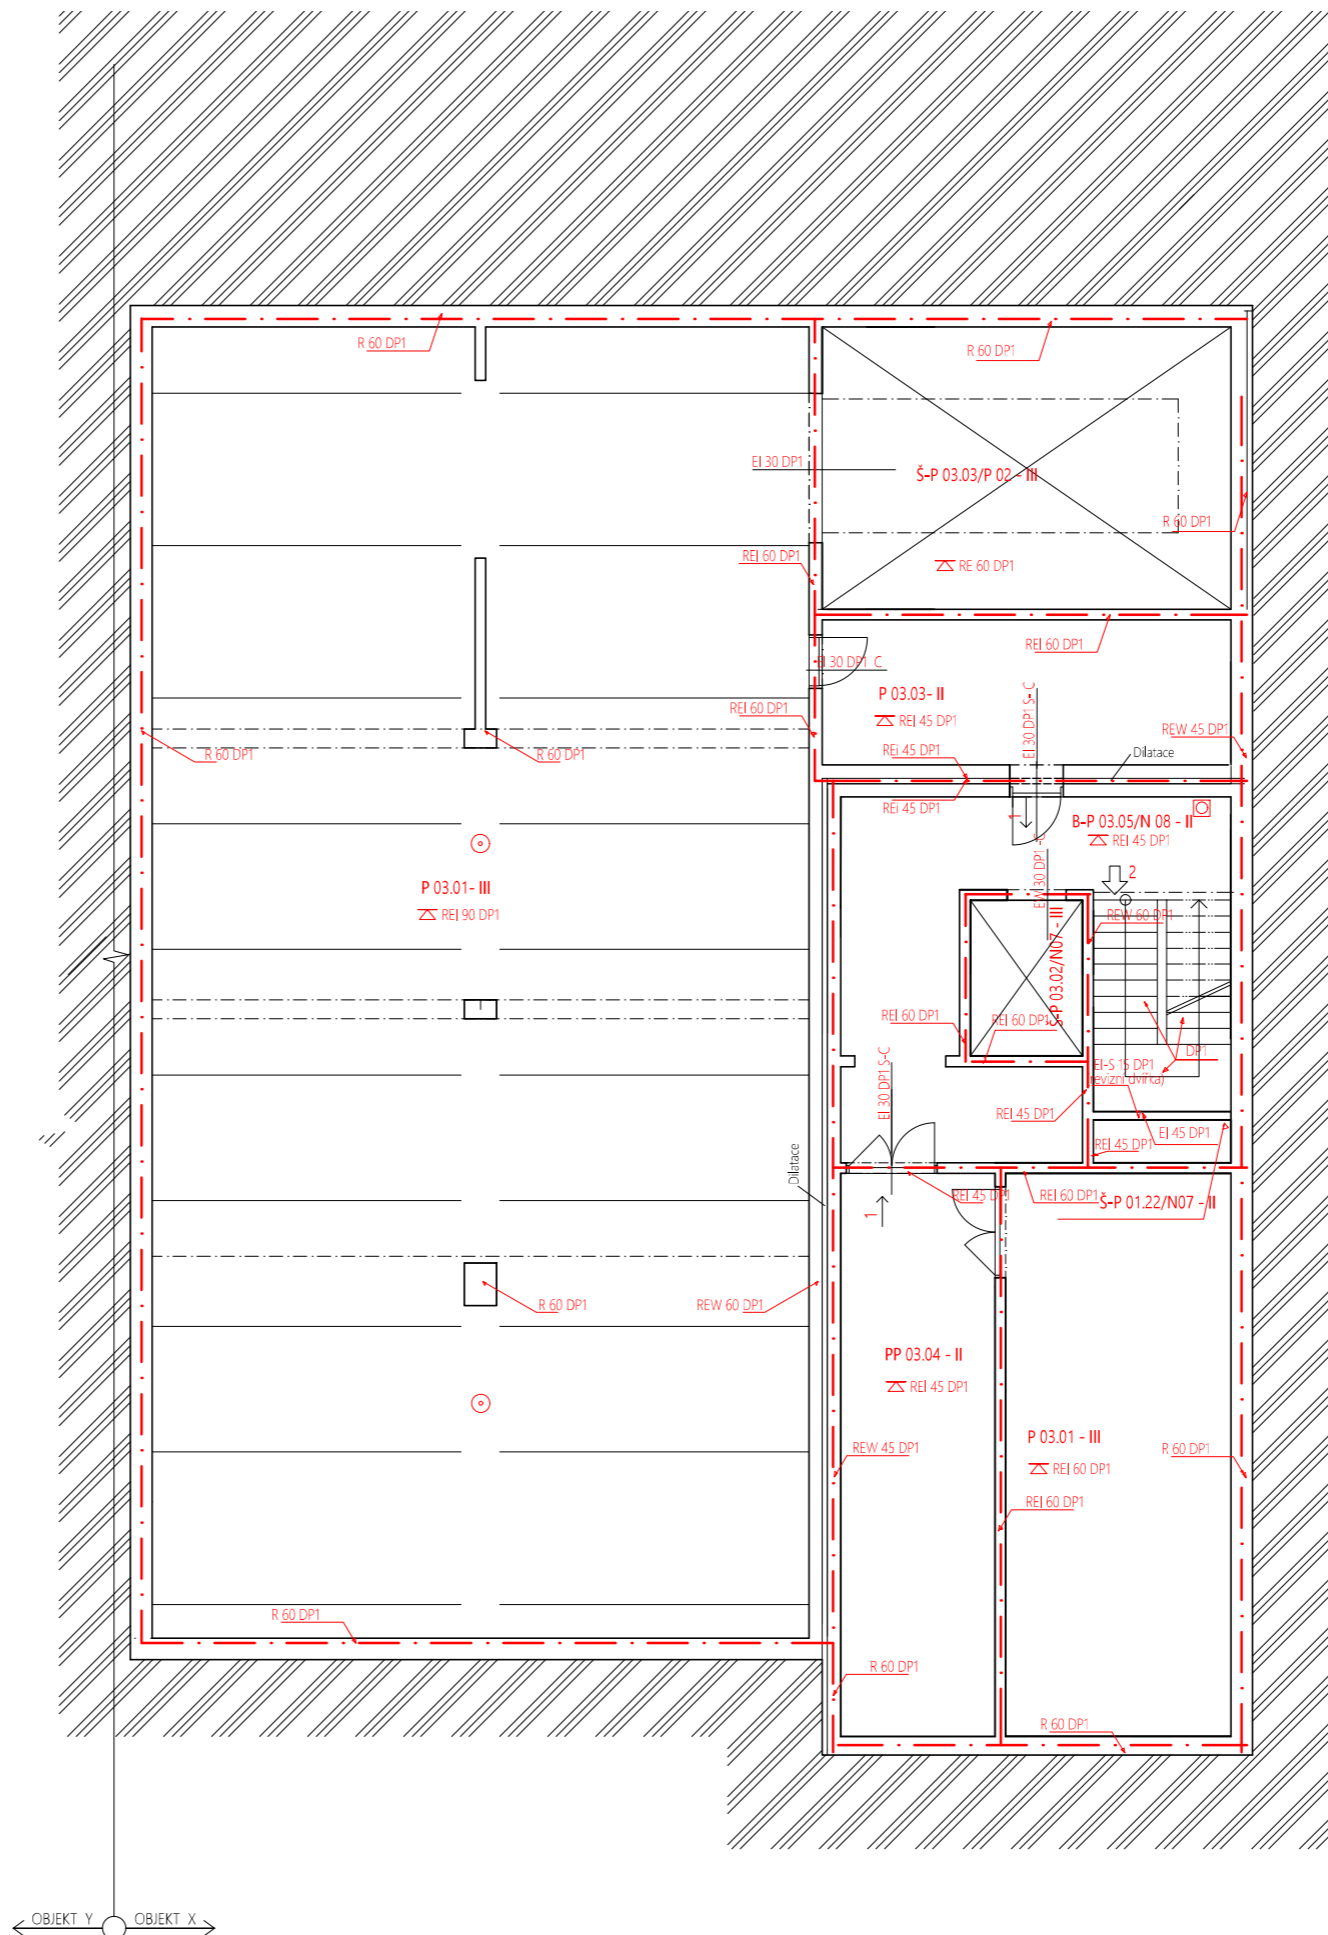 R 60 DP1
R 60 DP1
EI 30 DP1
Š-P 03.03/P 02 - III
R 60 DP1
REI 60 DP1
RE 60 DP1
REI 60 DP1
EI 30 DP1 C
P 03.03- II
REI 60 DP1
REI 45 DP1
EI 30 DP1 S-C
REW 45 DP1
R 60 DP1
R 60 DP1
REi 45 DP1
Dilatace
REi 45 DP1
1
B-P 03.05/N 08 - II
REI 45 DP1
EW 30 DP1 -C
2
P 03.01- III
REI 90 DP1
REW 60 DP1
Š-P 03.02/N07 - III
REI 60 DP1
REI 60 DP1
DP1
EI 30 DP1 S-C
EI-S 15 DP1
(revizní dvířka)
REI 45 DP1
EI 45 DP1
REI 45 DP1
Dilatace
REI 45 DP1
REI 60 DP1
Š-P 01.22/N07 - II
1
R 60 DP1
REW 60 DP1
PP 03.04 - II
REI 45 DP1
REW 45 DP1
P 03.01 - III
R 60 DP1
REI 60 DP1
REI 60 DP1
R 60 DP1
R 60 DP1
R 60 DP1
OBJEKT Y
OBJEKT X